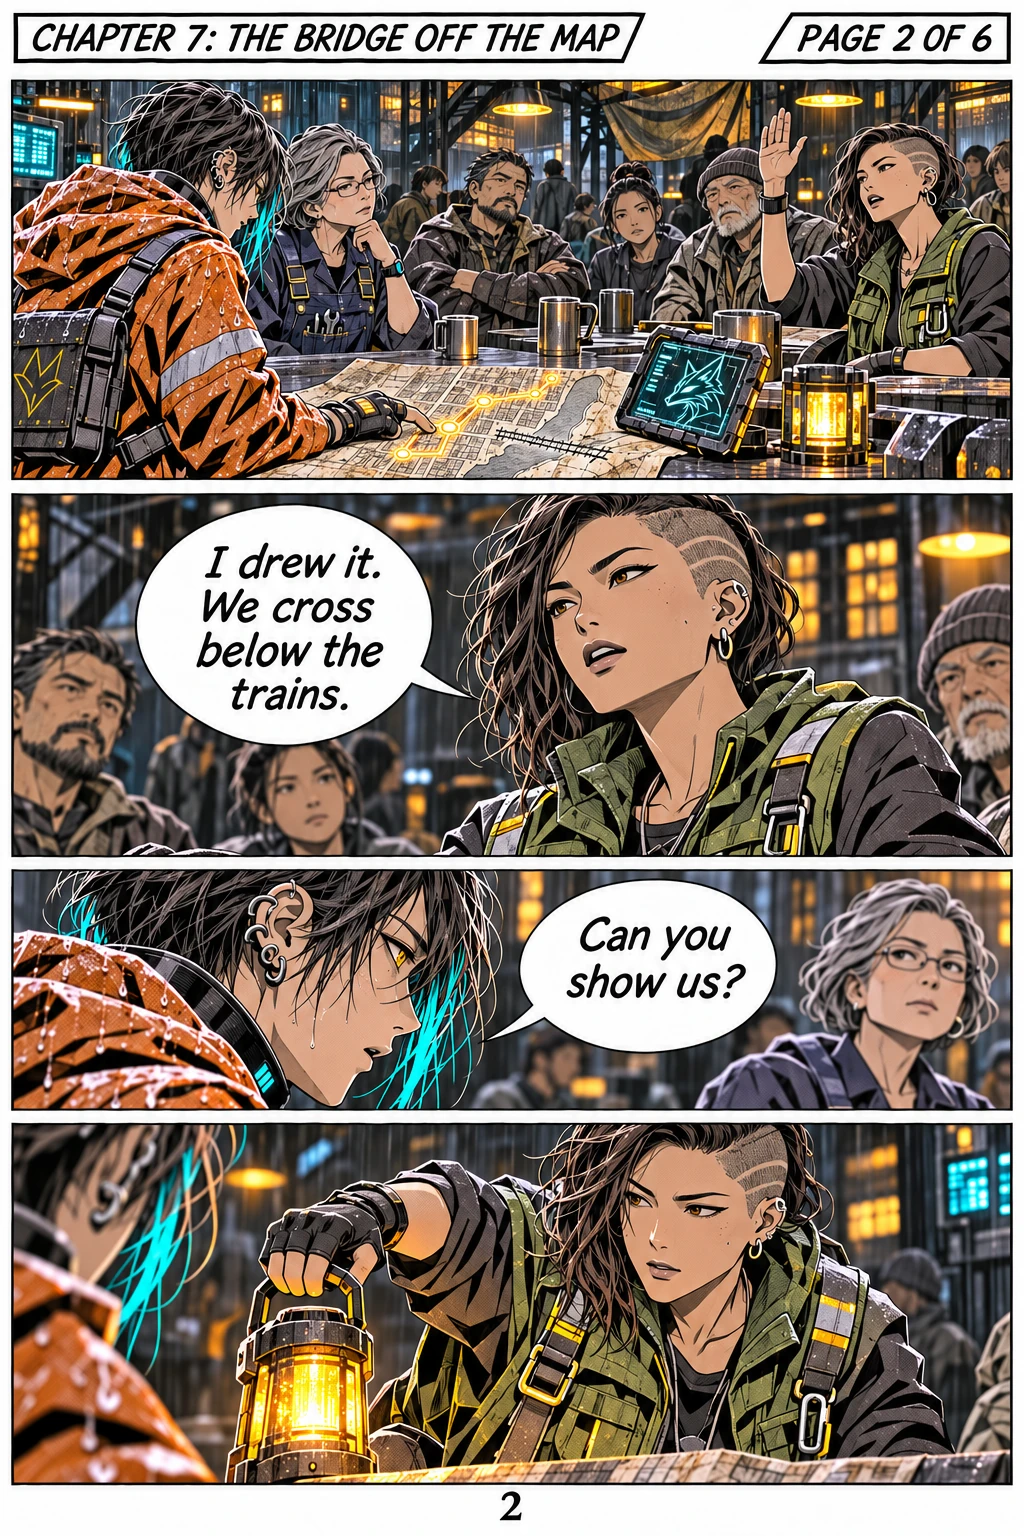 CHAPTER 7: THE BRIDGE OFF THE MAP
PAGE 2 OF 6
I drew it.
We cross
below the
trains.
Can you
show us?
2